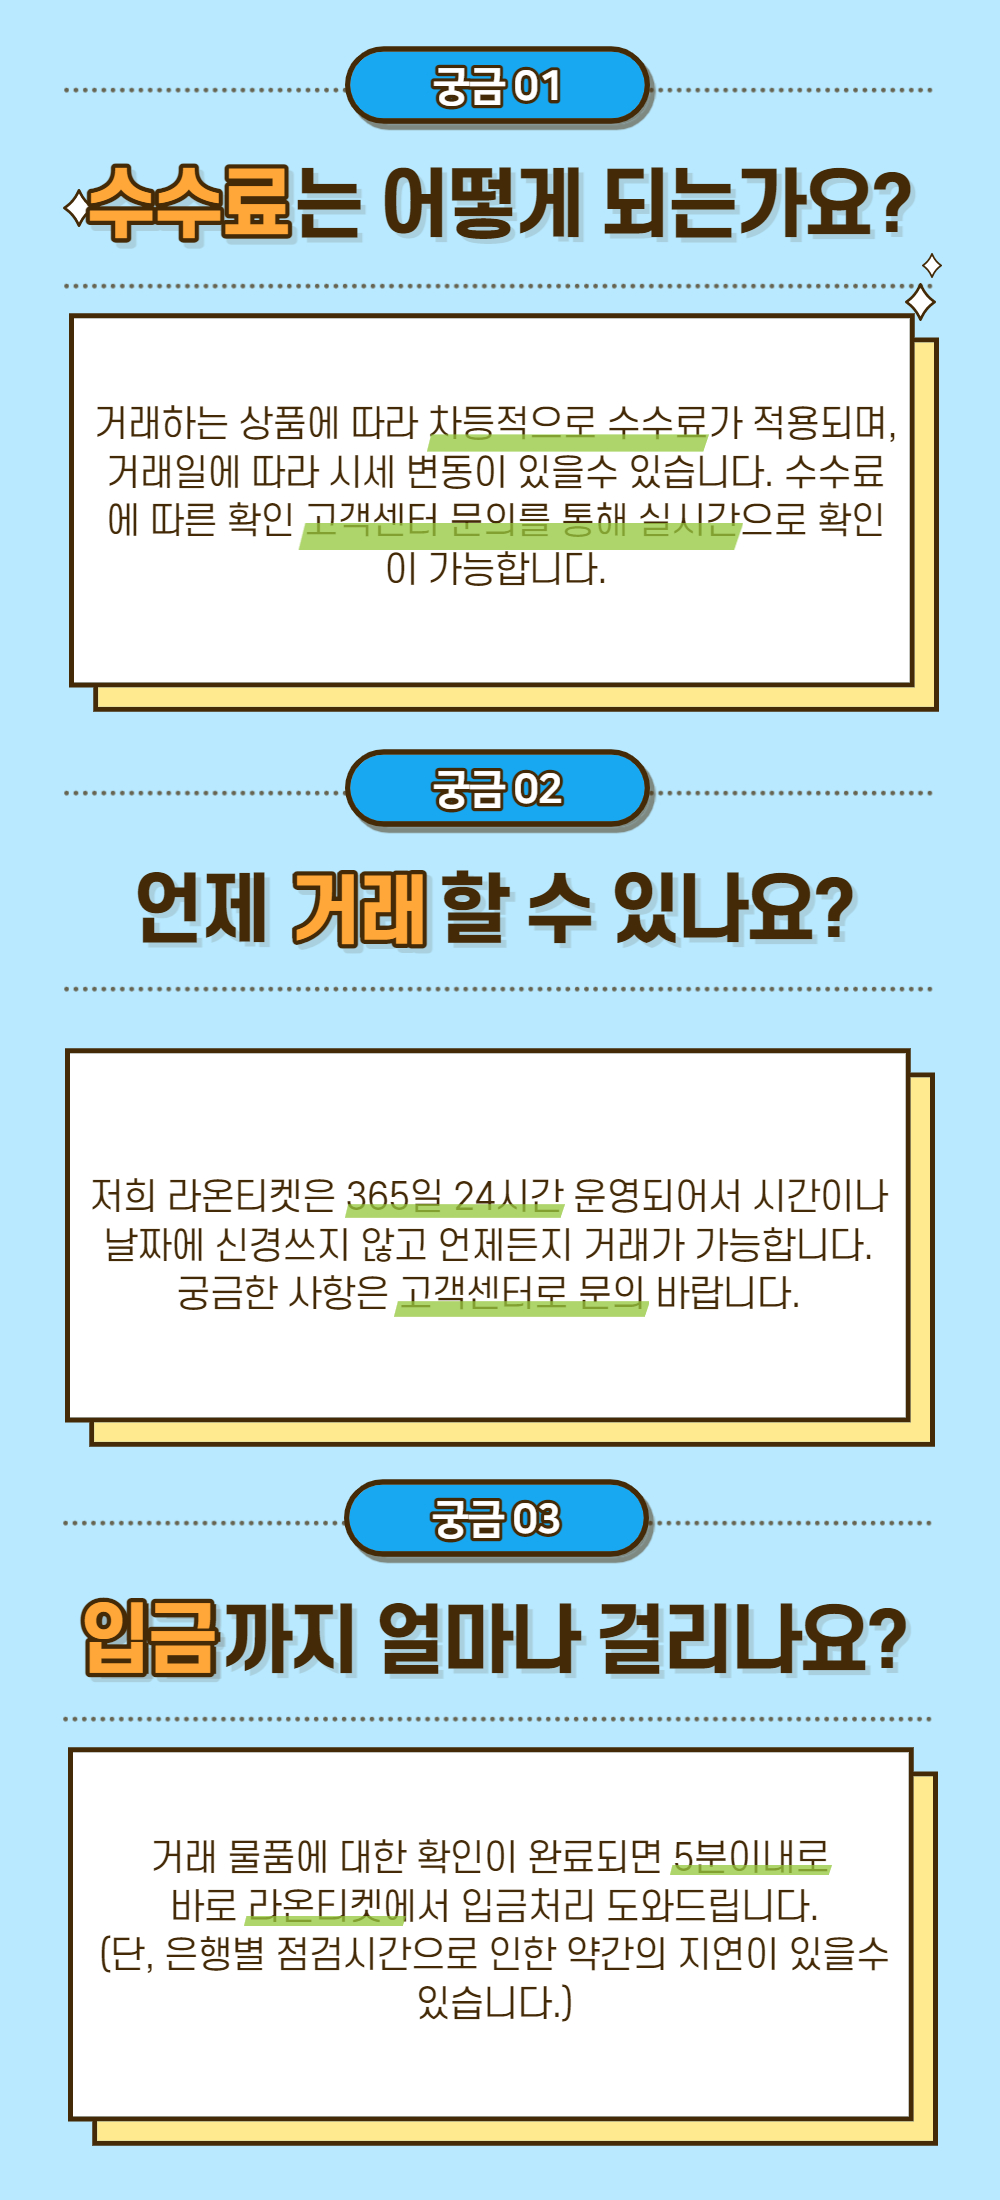 궁금 01
수수료는 어떻게 되는가요?
거래하는 상품에 따라 차등적으로 수수료가 적용되며,
거래일에 따라 시세 변동이 있을수 있습니다. 수수료
에 따른 확인 고객센터 문의를 통해 실시간으로 확인
이 가능합니다.
궁금 02
언제 거래 할 수 있나요?
저희 라온티켓은 365일 24시간 운영되어서 시간이나
날짜에 신경쓰지 않고 언제든지 거래가 가능합니다.
궁금한 사항은 고객센터로 문의 바랍니다.
궁금 03
입금까지 얼마나 걸리나요?
거래 물품에 대한 확인이 완료되면 5분이내로
바로 라온티켓에서 입금처리 도와드립니다.
(단, 은행별 점검시간으로 인한 약간의 지연이 있을수
있습니다.)